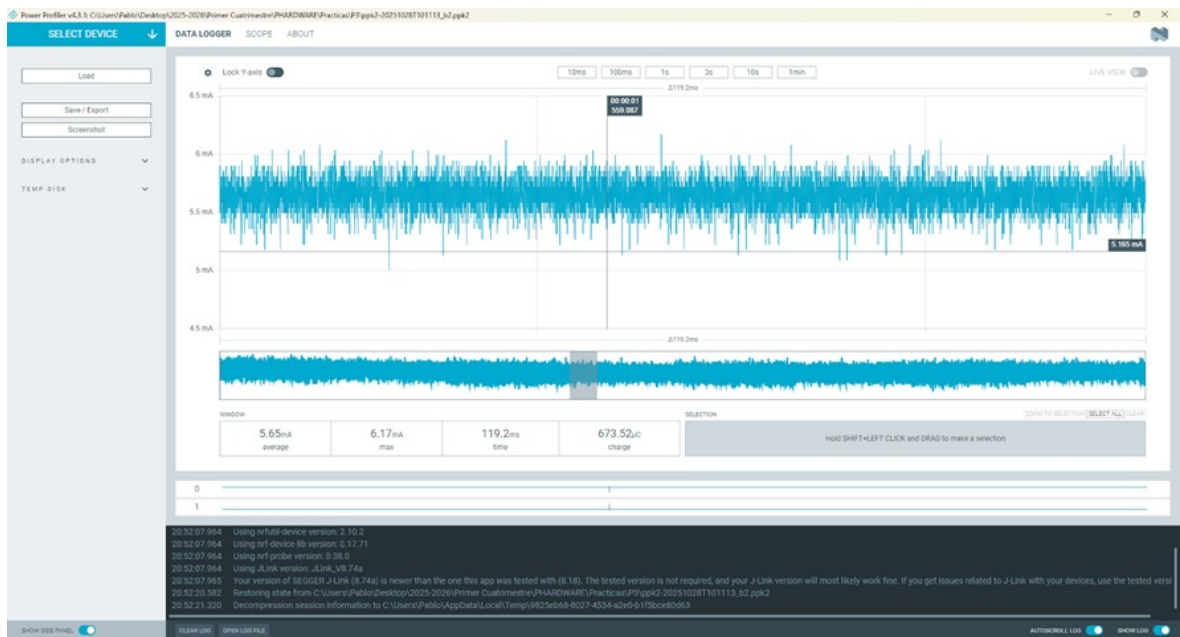 Power Profiler v4.3.1: C:\Users\Pablo\Desktop\2025-2026\Primer Cuatrimestre\PHARDWARE\Practicas\P3\ppk2-20251028T101113_b2.ppk2
SELECT DEVICE
DATA LOGGER SCOPE ABOUT
Load
Save / Export
Screenshot
DISPLAY OPTIONS
TEMP DISK
Lock Y-axis
10ms 100ms 1s 3s 10s 1min
LIVE VIEW
Δ119.2ms
6.5 mA
00:00:01
559.087
6 mA
5.5 mA
5.165 mA
5 mA
4.5 mA
Δ119.2ms
WINDOW
SELECTION
ZOOM TO SELECTION SELECT ALL CLEAR
5.65mA 6.17mA 119.2ms 673.52μC
average max time charge
Hold SHIFT+LEFT CLICK and DRAG to make a selection
0
1
20:52:07.964 Using nrfutil-device version: 2.10.2
20:52:07.964 Using nrf-device-lib version: 0.17.71
20:52:07.964 Using nrf-probe version: 0.38.0
20:52:07.964 Using JLink version: JLink_V8.74a
20:52:07.965 Your version of SEGGER J-Link (8.74a) is newer than the one this app was tested with (8.18). The tested version is not required, and your J-Link version will most likely work fine. If you get issues related to J-Link with your devices, use the tested versi
20:52:20.582 Restoring state from C:\Users\Pablo\Desktop\2025-2026\Primer Cuatrimestre\PHARDWARE\Practicas\P3\ppk2-20251028T101113_b2.ppk2
20:52:21.320 Decompression session information to C:\Users\Pablo\AppData\Local\Temp\9825eb68-8027-4534-a2e0-b1f5bce80d63
SHOW SIDE PANEL
CLEAR LOG OPEN LOG FILE
AUTOSCROLL LOG
SHOW LOG